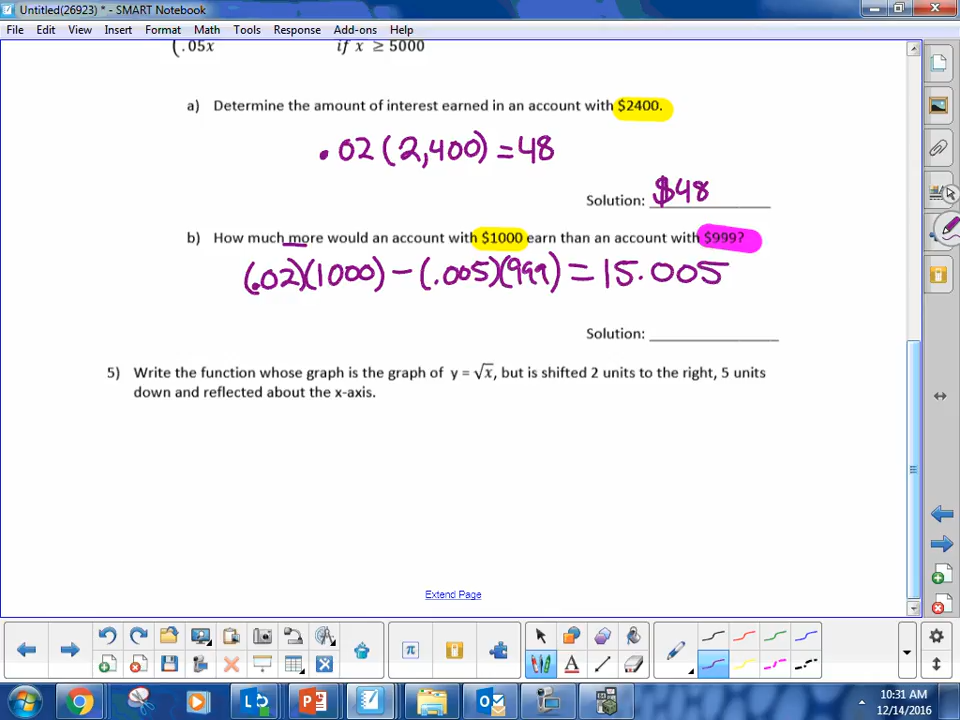 Untitled(26923) * - SMART Notebook
File Edit View Insert Format Math Tools Response Add-ons Help
.05x if x ≥ 5000
a) Determine the amount of interest earned in an account with $2400.
.02 (2,400) = 48
Solution: $48
b) How much more would an account with $1000 earn than an account with $999?
(.02)(1000) - (.005)(999) = 15.005
Solution: ________________
5) Write the function whose graph is the graph of y = √x, but is shifted 2 units to the right, 5 units
down and reflected about the x-axis.
Extend Page
π
A
10:31 AM
12/14/2016